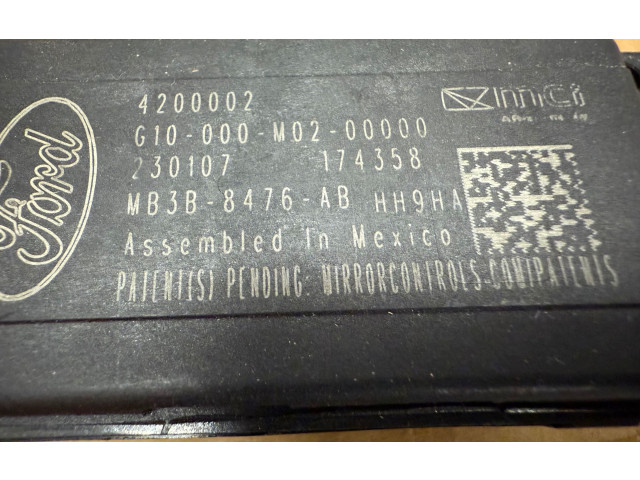 Ford
4200002
G10-000-M02-00000
230107 174358
MB3B-8476-AB HH9HA
Assembled In Mexico
PATENT(S) PENDING: MIRRORCONTROLS.COM/PATENTS